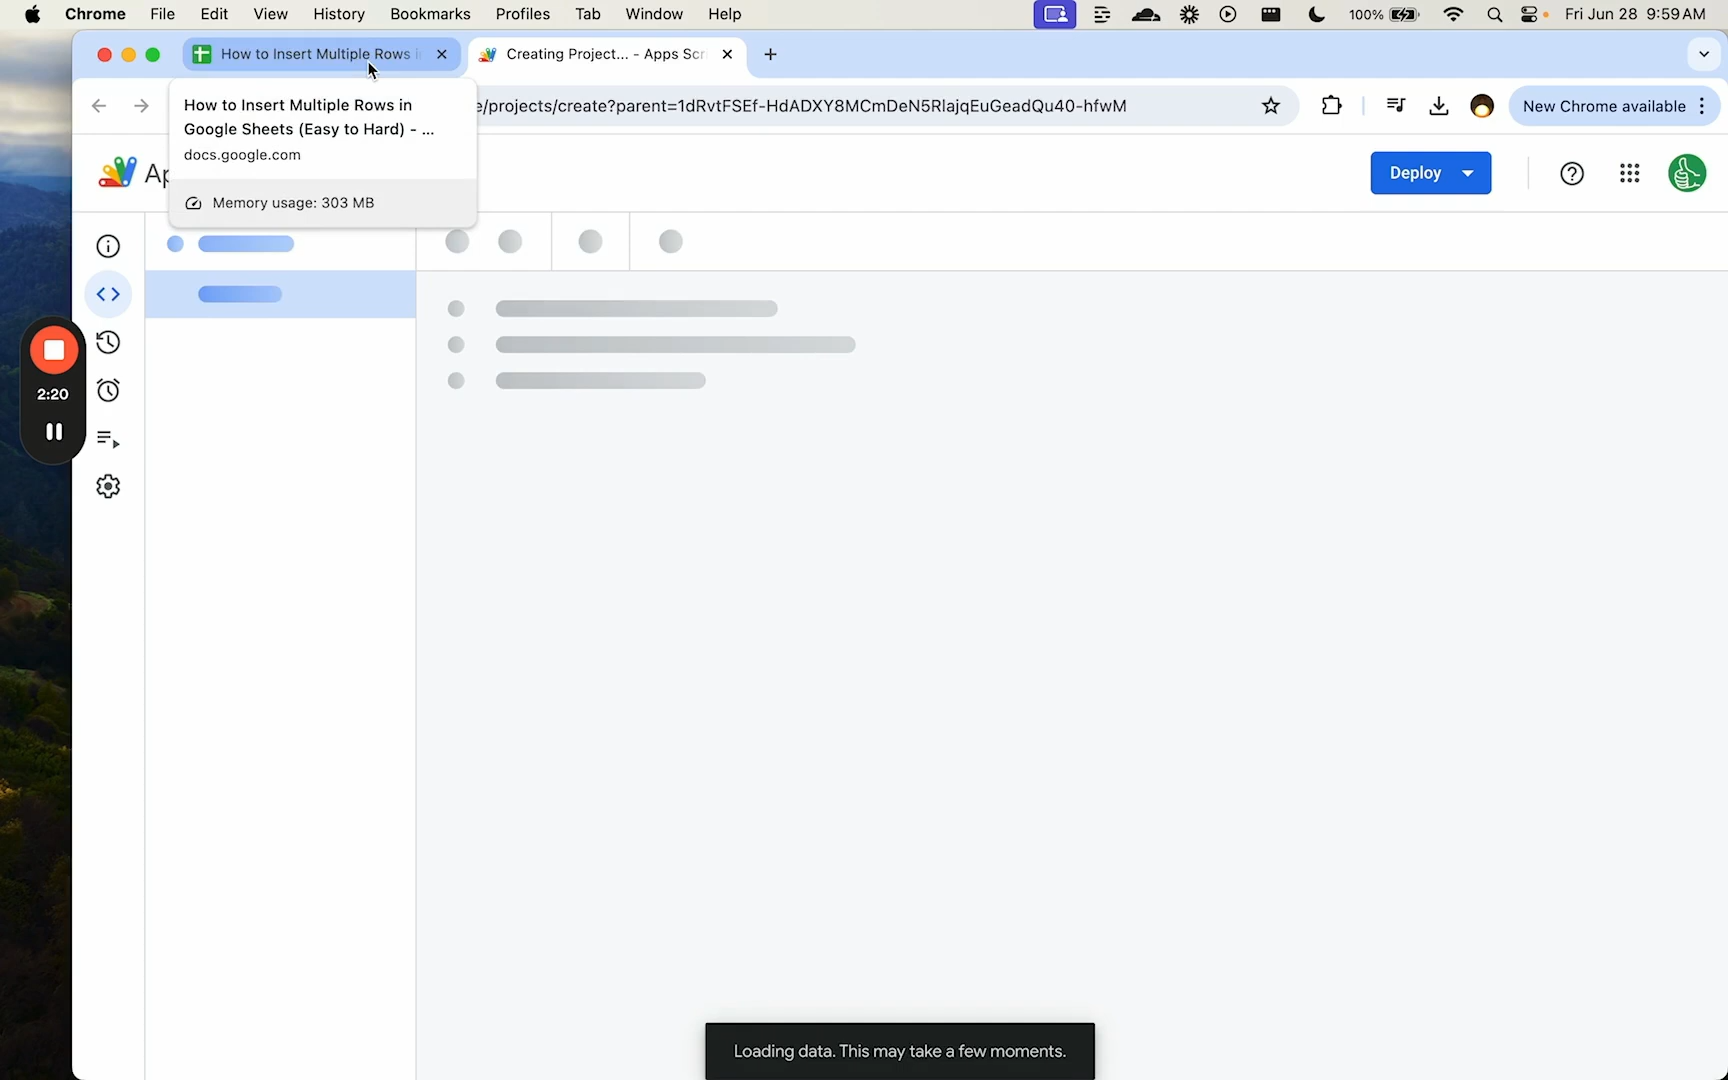 Chrome File Edit View History Bookmarks Profiles Tab Window Help 100% Fri Jun 28 9:59 AM
How to Insert Multiple Rows i
Creating Project... - Apps Scr
How to Insert Multiple Rows in
Google Sheets (Easy to Hard) - ...
docs.google.com
Memory usage: 303 MB
e/projects/create?parent=1dRvtFSEf-HdADXY8MCmDeN5RlajqEuGeadQu40-hfwM
New Chrome available
Ap
Deploy
2:20
Loading data. This may take a few moments.